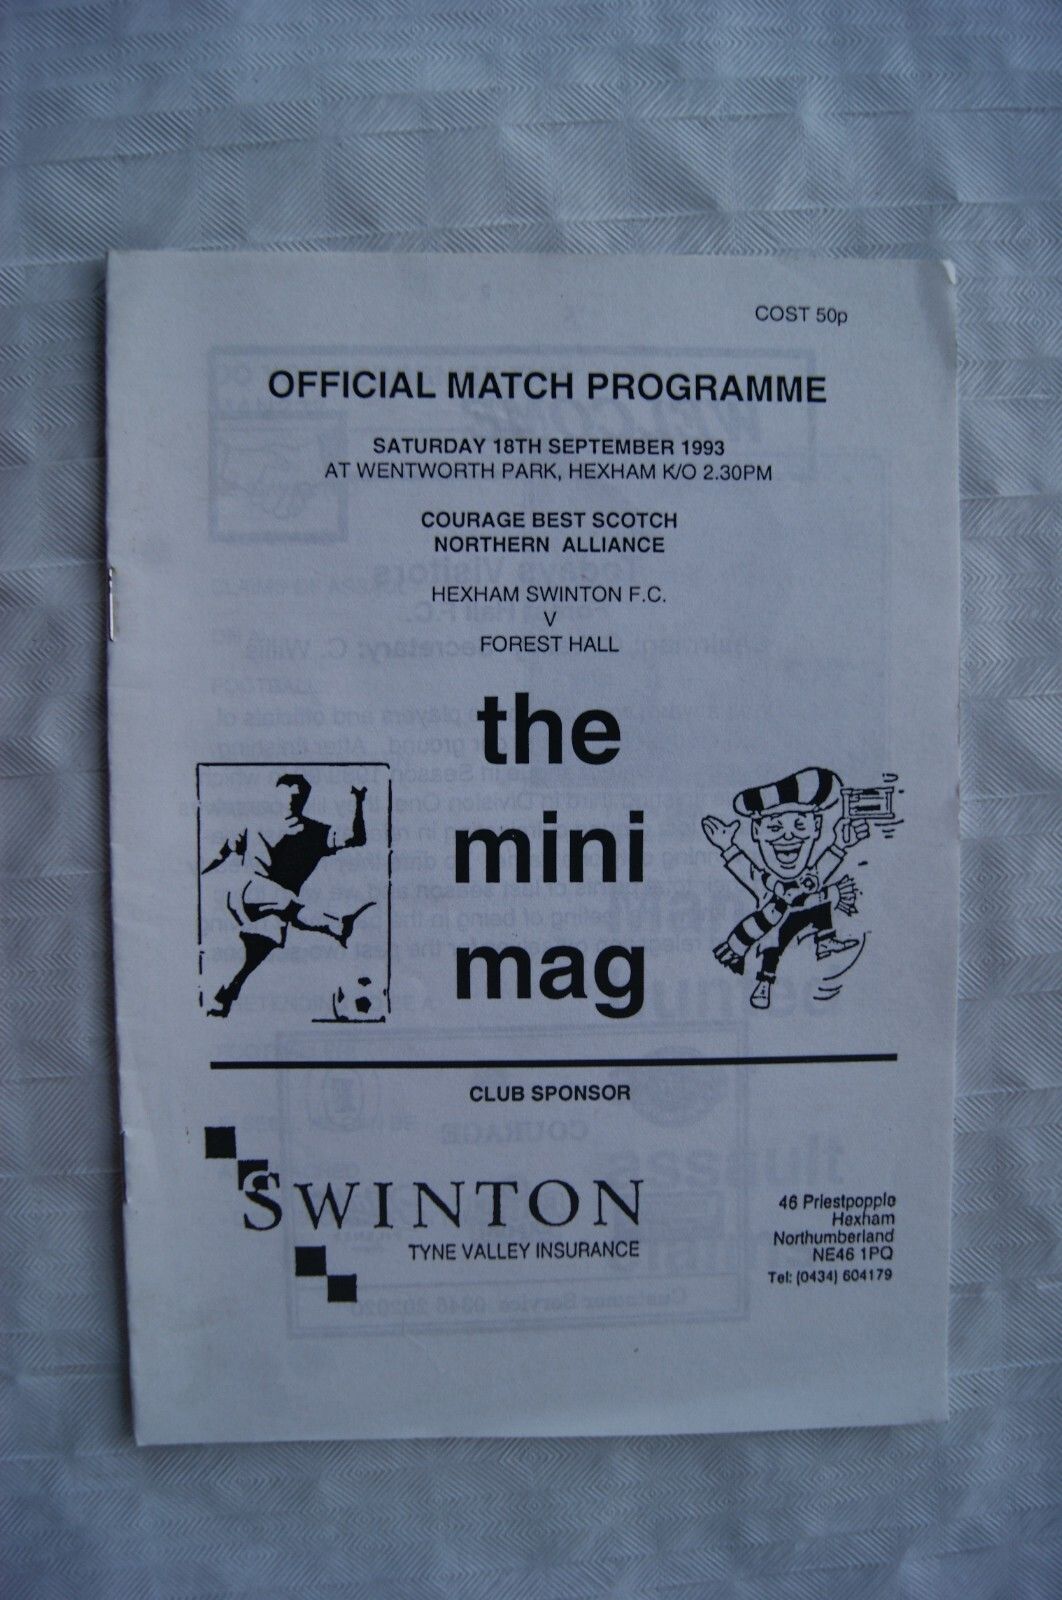 COST 50p
OFFICIAL MATCH PROGRAMME
SATURDAY 18TH SEPTEMBER 1993
AT WENTWORTH PARK, HEXHAM K/O 2.30PM
COURAGE BEST SCOTCH
NORTHERN ALLIANCE
HEXHAM SWINTON F.C.
V
FOREST HALL
the
mini
mag
CLUB SPONSOR
SWINTON
TYNE VALLEY INSURANCE
46 Priestpopple
Hexham
Northumberland
NE46 1PQ
Tel: (0434) 604179